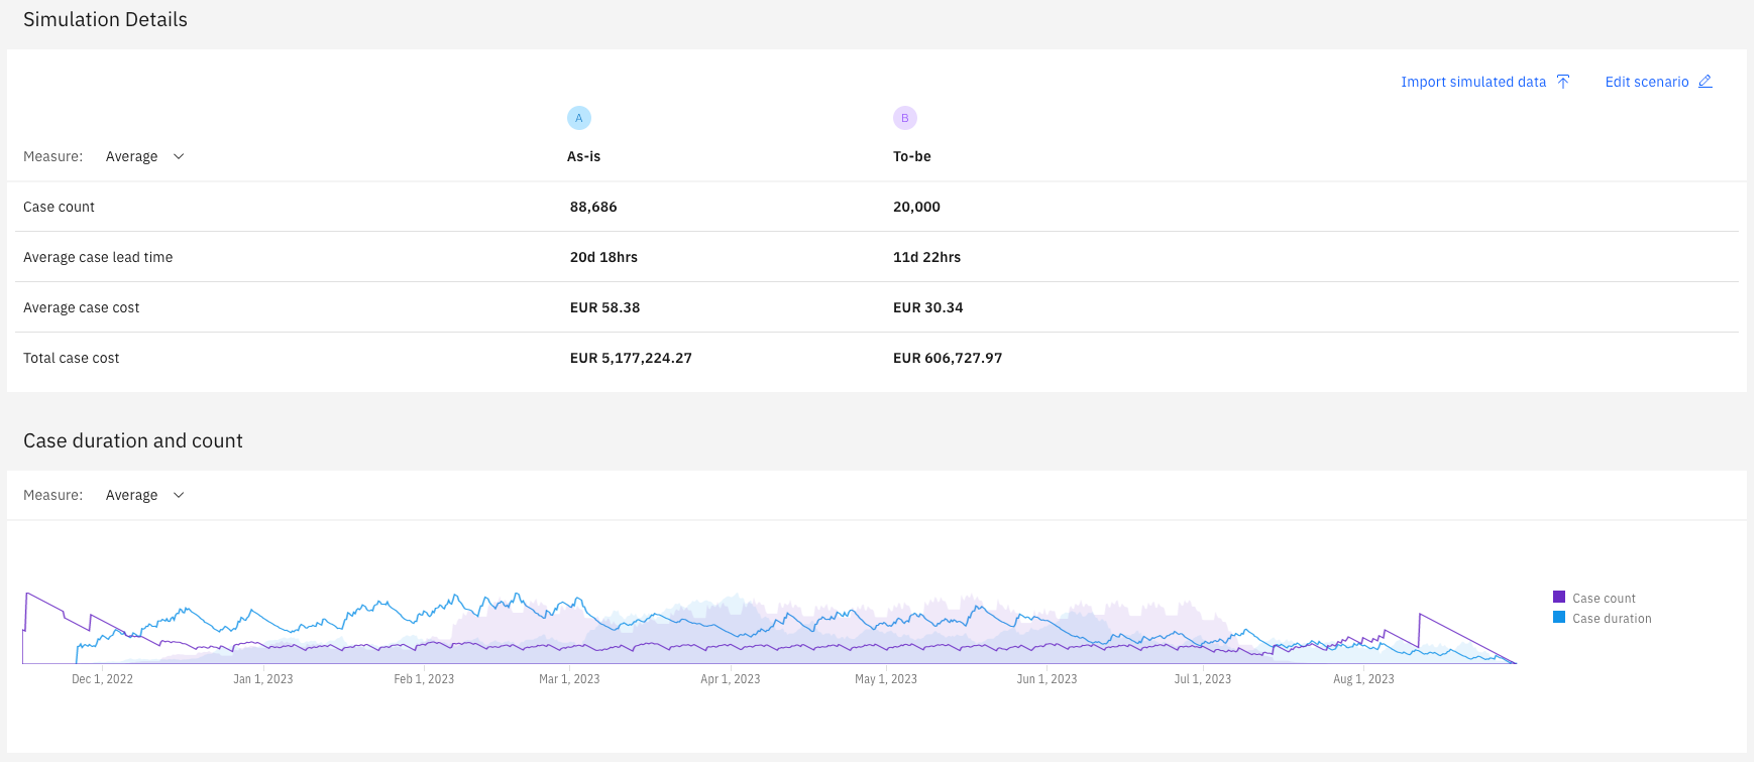 Simulation Details
Import simulated data Edit scenario
A B
Measure: Average As-is To-be
Case count 88,686 20,000
Average case lead time 20d 18hrs 11d 22hrs
Average case cost EUR 58.38 EUR 30.34
Total case cost EUR 5,177,224.27 EUR 606,727.97
Case duration and count
Measure: Average
Case count
Case duration
Dec 1, 2022 Jan 1, 2023 Feb 1, 2023 Mar 1, 2023 Apr 1, 2023 May 1, 2023 Jun 1, 2023 Jul 1, 2023 Aug 1, 2023